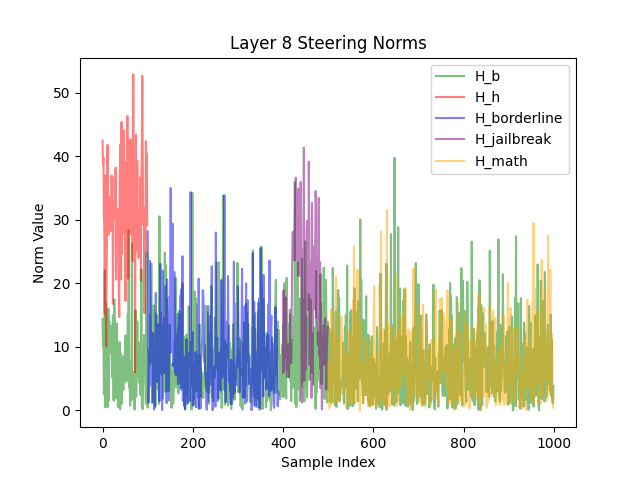 Layer 8 Steering Norms
H_b
H_h
H_borderline
H_jailbreak
H_math
Norm Value
50
40
30
20
10
0
0
200
400
600
800
1000
Sample Index